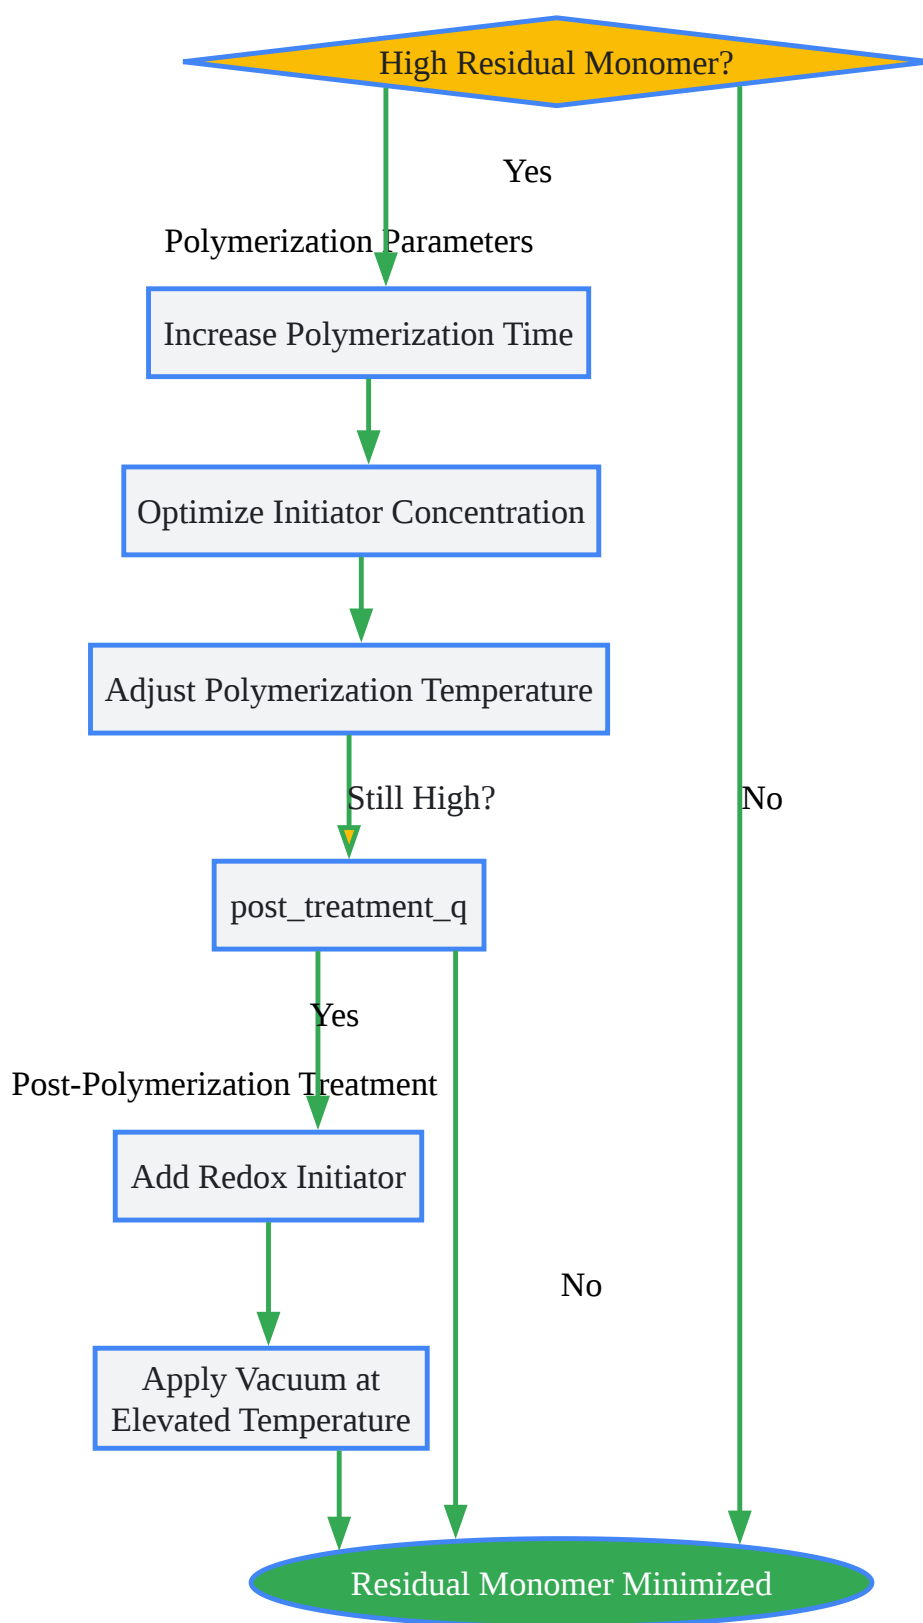 High Residual Monomer?
Yes
Polymerization Parameters
Increase Polymerization Time
Optimize Initiator Concentration
Adjust Polymerization Temperature
Still High?
No
post_treatment_q
Yes
Post-Polymerization Treatment
Add Redox Initiator
No
Apply Vacuum at
Elevated Temperature
Residual Monomer Minimized